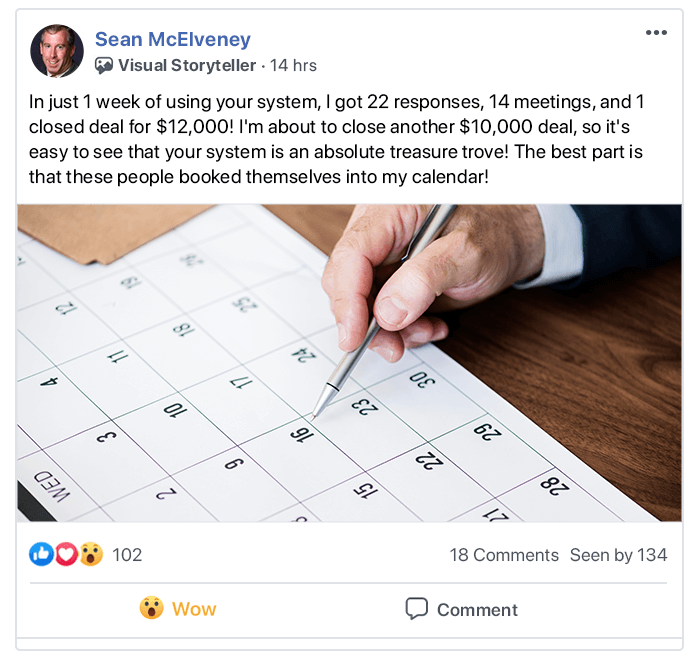 Sean McElveney
Visual Storyteller · 14 hrs
In just 1 week of using your system, I got 22 responses, 14 meetings, and 1
closed deal for $12,000! I'm about to close another $10,000 deal, so it's
easy to see that your system is an absolute treasure trove! The best part is
that these people booked themselves into my calendar!
26
19 25
12 18 24 30
11 17 23 29
4 10 16 22 28
3 9 15 21
WED 2
102
18 Comments Seen by 134
Wow
Comment